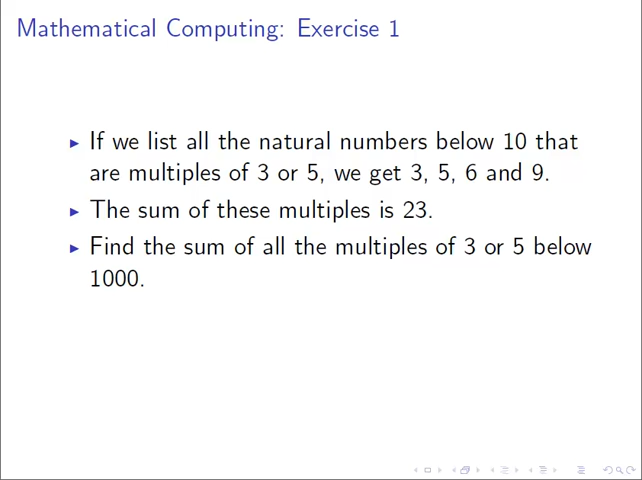 Mathematical Computing: Exercise 1
If we list all the natural numbers below 10 that
are multiples of 3 or 5, we get 3, 5, 6 and 9.
The sum of these multiples is 23.
Find the sum of all the multiples of 3 or 5 below
1000.